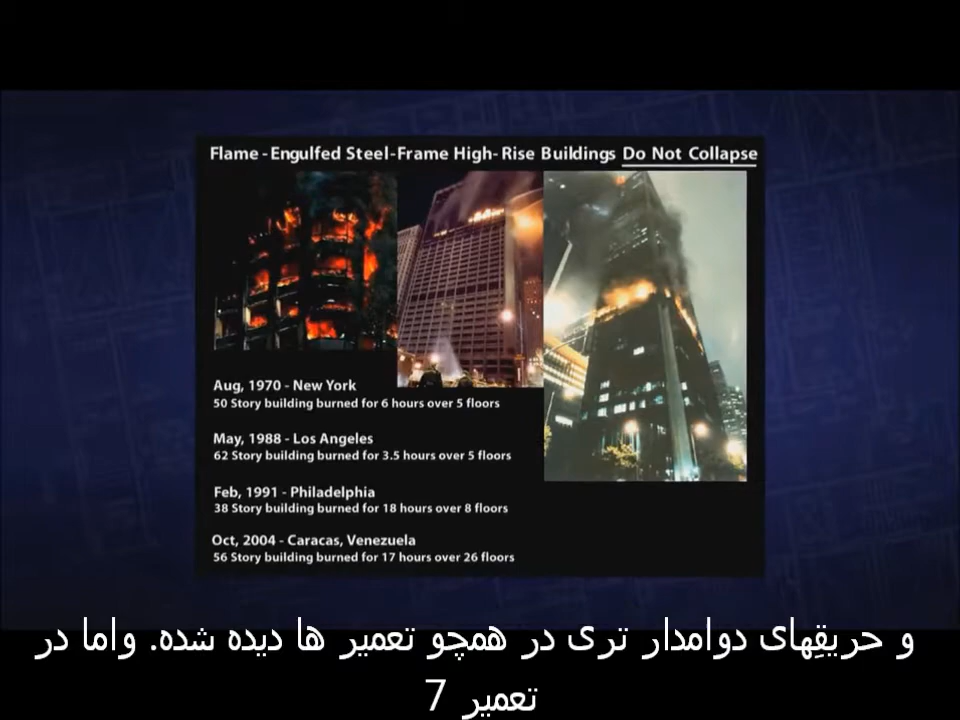 Flame-Engulfed Steel-Frame High-Rise Buildings Do Not Collapse
Aug, 1970 - New York
50 Story building burned for 6 hours over 5 floors
May, 1988 - Los Angeles
62 Story building burned for 3.5 hours over 5 floors
Feb, 1991 - Philadelphia
38 Story building burned for 18 hours over 8 floors
Oct, 2004 - Caracas, Venezuela
56 Story building burned for 17 hours over 26 floors
و حریقِهای دوامدار تری در همچو تعمیر ها دیده شده. واما در
تعمیر 7